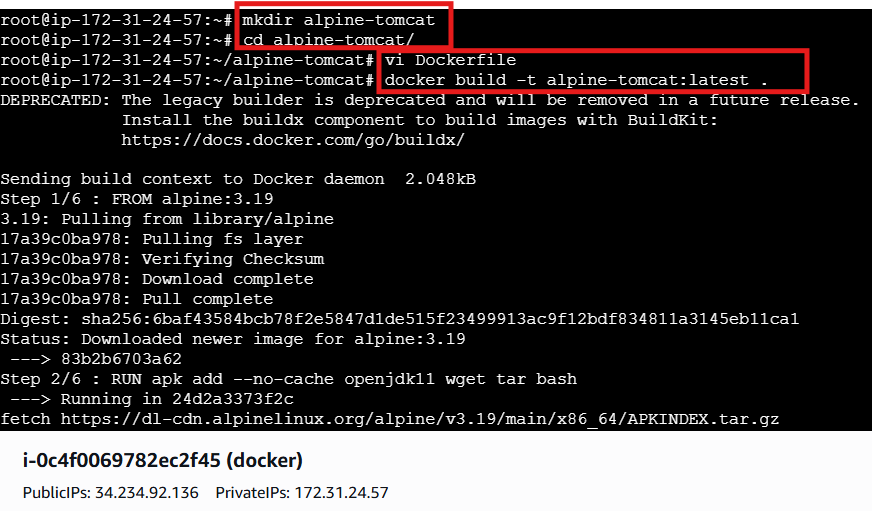 root@ip-172-31-24-57:~# mkdir alpine-tomcat
root@ip-172-31-24-57:~# cd alpine-tomcat/
root@ip-172-31-24-57:~/alpine-tomcat# vi Dockerfile
root@ip-172-31-24-57:~/alpine-tomcat# docker build -t alpine-tomcat:latest .
DEPRECATED: The legacy builder is deprecated and will be removed in a future release.
Install the buildx component to build images with BuildKit:
https://docs.docker.com/go/buildx/
Sending build context to Docker daemon  2.048kB
Step 1/6 : FROM alpine:3.19
3.19: Pulling from library/alpine
17a39c0ba978: Pulling fs layer
17a39c0ba978: Verifying Checksum
17a39c0ba978: Download complete
17a39c0ba978: Pull complete
Digest: sha256:6baf43584bcb78f2e5847d1de515f23499913ac9f12bdf834811a3145eb11ca1
Status: Downloaded newer image for alpine:3.19
---> 83b2b6703a62
Step 2/6 : RUN apk add --no-cache openjdk11 wget tar bash
---> Running in 24d2a3373f2c
fetch https://dl-cdn.alpinelinux.org/alpine/v3.19/main/x86_64/APKINDEX.tar.gz
i-0c4f0069782ec2f45 (docker)
PublicIPs: 34.234.92.136 PrivateIPs: 172.31.24.57